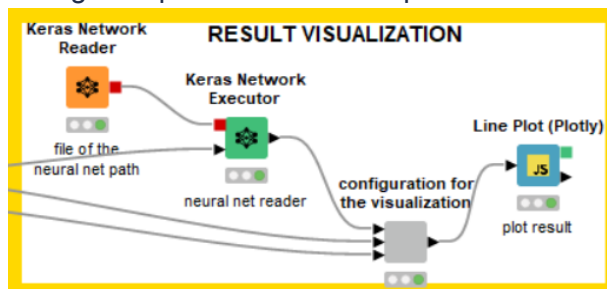 RESULT VISUALIZATION
Keras Network
Reader
file of the
neural net path
Keras Network
Executor
neural net reader
configuration for
the visualization
Line Plot (Plotly)
JS
plot result